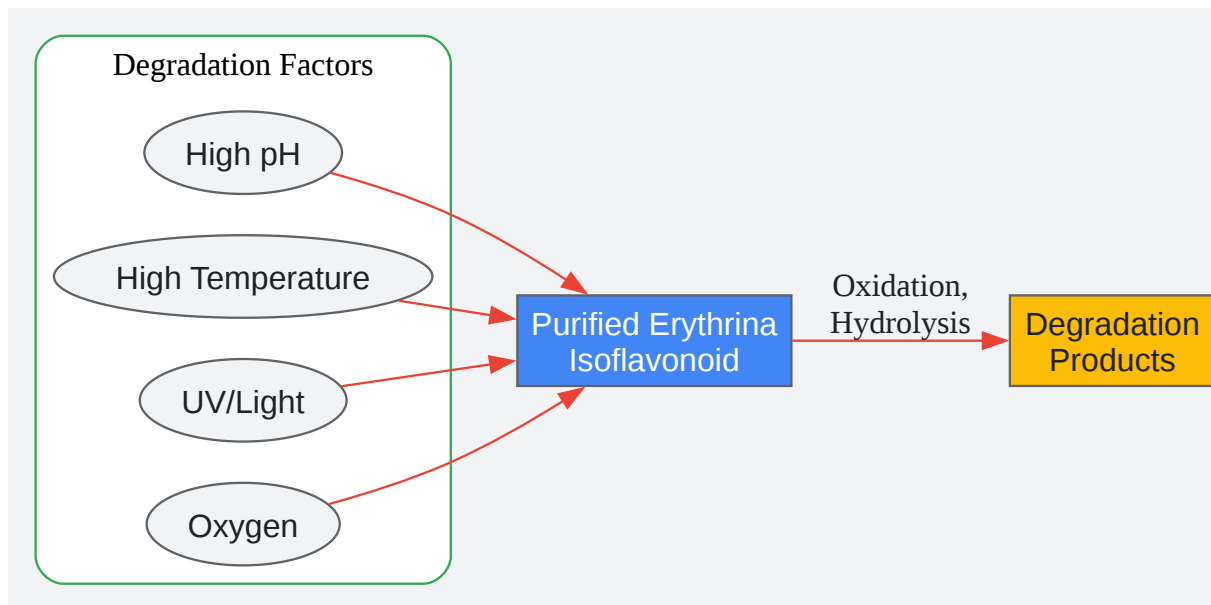 Degradation Factors
High pH
High Temperature
UV/Light
Oxygen
Purified Erythrina
Isoflavonoid
Oxidation,
Hydrolysis
Degradation
Products